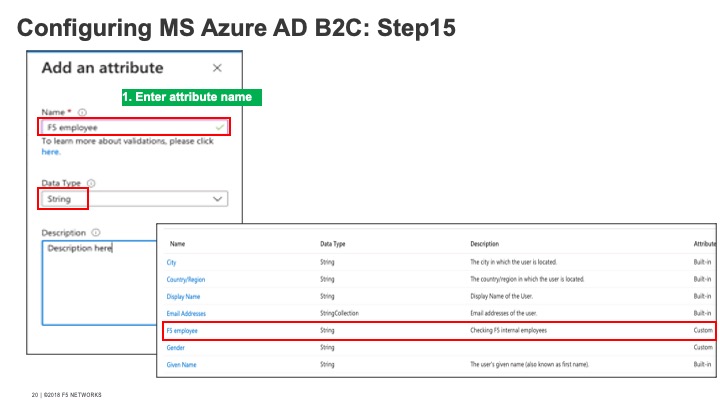 Configuring MS Azure AD B2C: Step15
Add an attribute
1. Enter attribute name
Name *
F5 employee
To learn more about validations, please click
here.
Data Type
String
Description
Description here
Name Data Type Description Attribute
City String The city in which the user is located. Built-in
Country/Region String The country/region in which the user is located. Built-in
Display Name String Display Name of the User. Built-in
Email Addresses StringCollection Email addresses of the user. Built-in
F5 employee String Checking F5 internal employees Custom
Gender String Custom
Given Name String The user's given name (also known as first name). Built-in
20 | ©2018 F5 NETWORKS